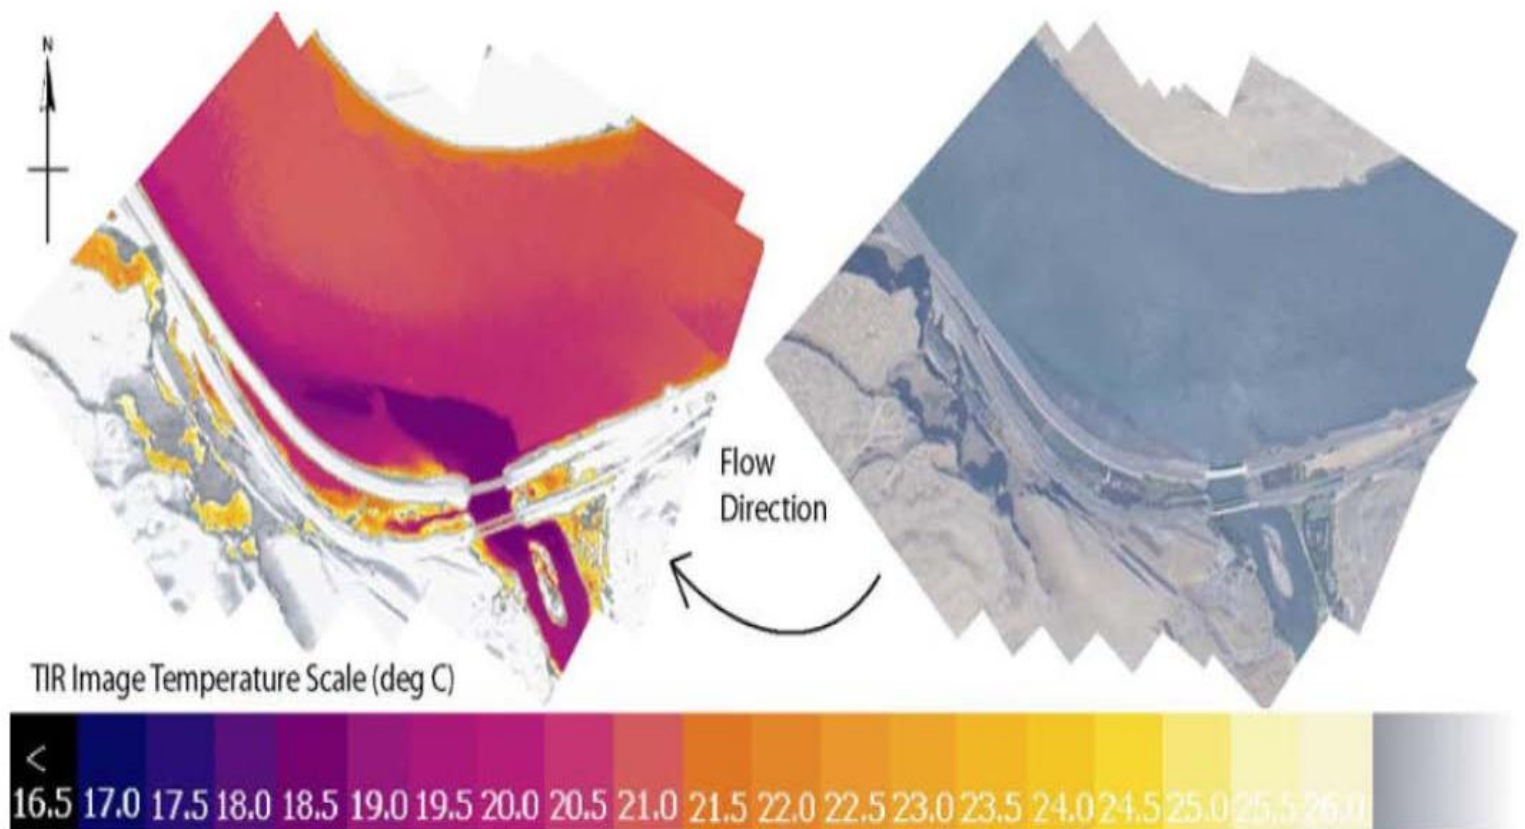 N
Flow
Direction
TIR Image Temperature Scale (deg C)
<
16.5 17.0 17.5 18.0 18.5 19.0 19.5 20.0 20.5 21.0 21.5 22.0 22.5 23.0 23.5 24.0 24.5 25.0 25.5 26.0